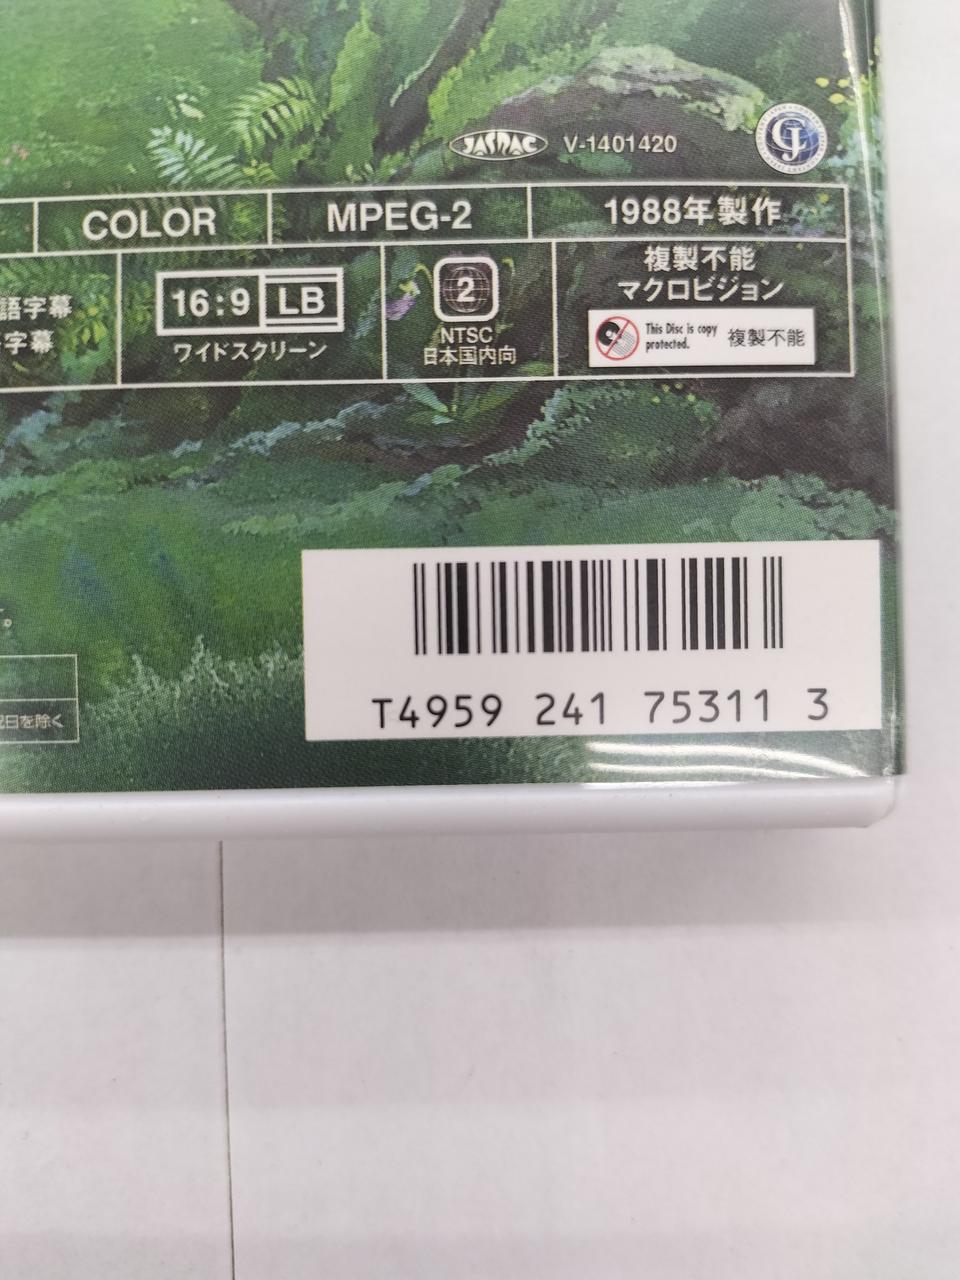 JASRAC V-1401420
COLOR MPEG-2 1988年製作
語字幕
字幕
16:9 LB
ワイドスクリーン
2
NTSC
日本国内向
複製不能
マクロビジョン
This Disc is copy
protected.
複製不能
。
祝日を除く
T4959 241 75311 3